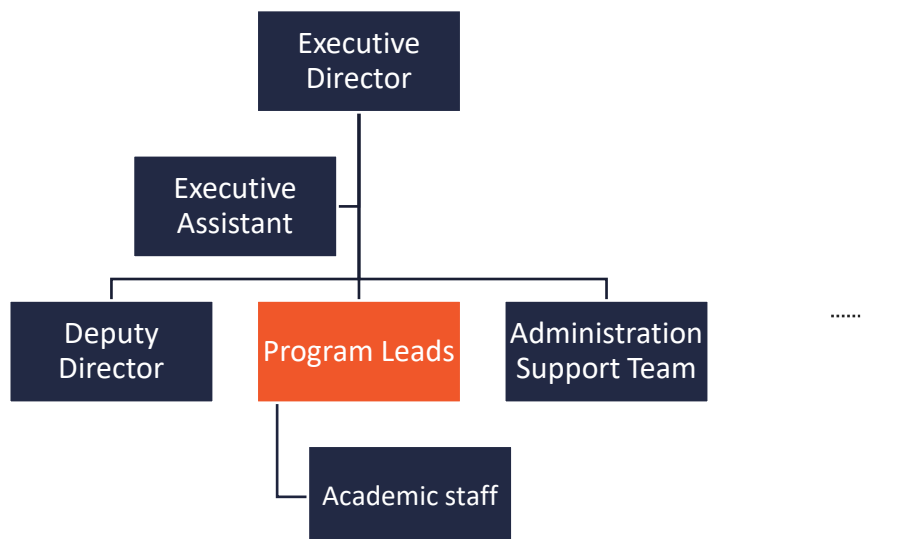 Executive
Director
Executive
Assistant
Deputy
Director
Program Leads
Administration
Support Team
......
Academic staff